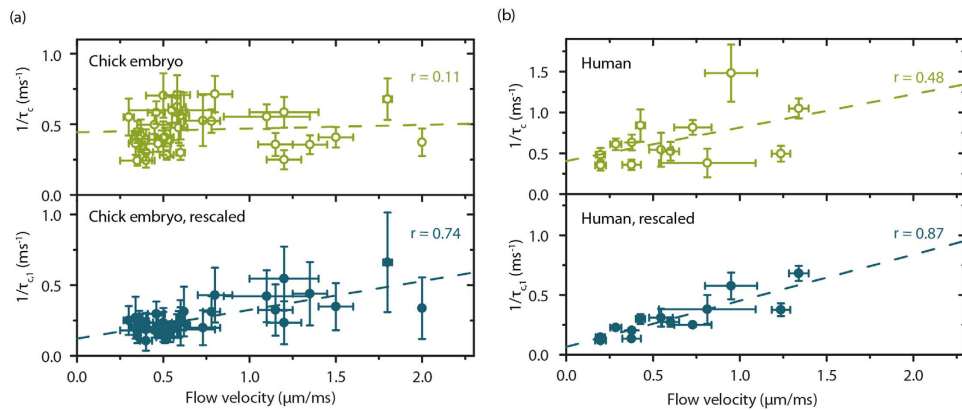 (a)
1.0
0.5
0.0
1/τc (ms-1)
Chick embryo
r = 0.11
1.0
0.5
0.0
1/τc,1 (ms-1)
Chick embryo, rescaled
r = 0.74
0.0 0.5 1.0 1.5 2.0
Flow velocity (μm/ms)
(b)
1.5
1.0
0.5
0.0
1/τc (ms-1)
Human
r = 0.48
1.0
0.5
0.0
1/τc,1 (ms-1)
Human, rescaled
r = 0.87
0.0 0.5 1.0 1.5 2.0
Flow velocity (μm/ms)